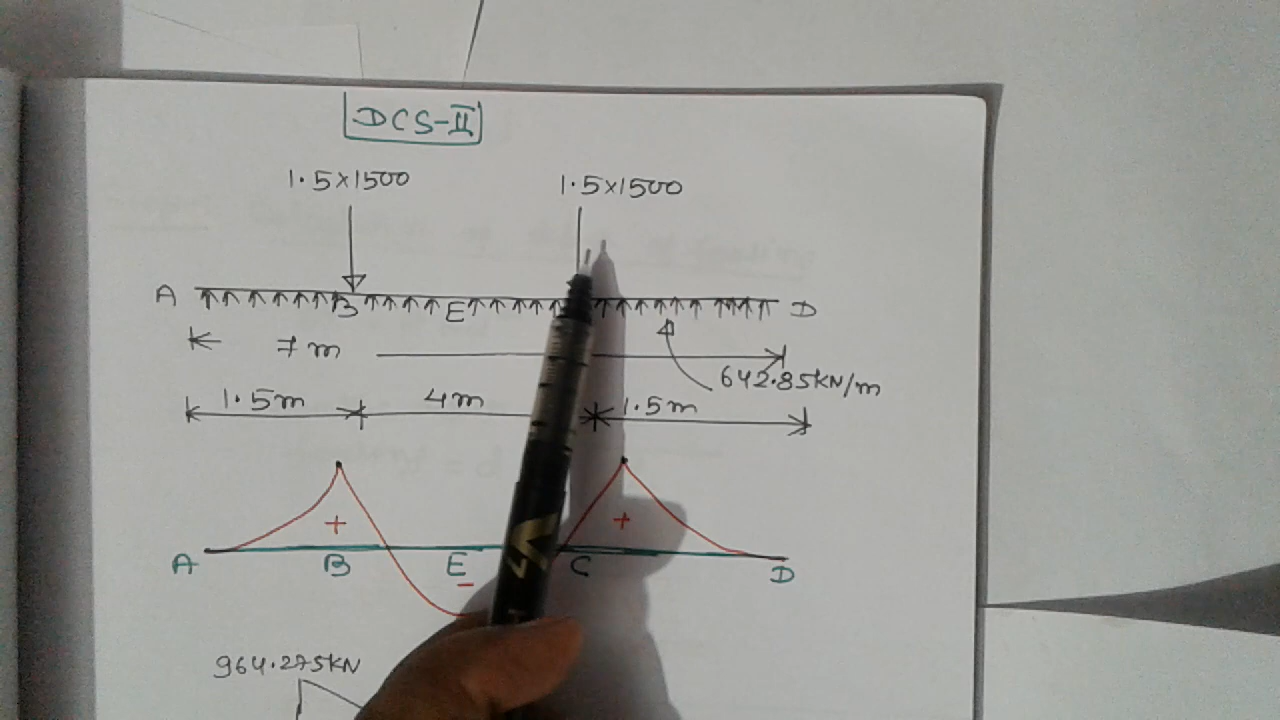 DCS-II
1.5×1500 1.5×1500
A B E D
7m
642.85KN/m
1.5m 4m 1.5m
+ +
A B E C D
−
964.275KN